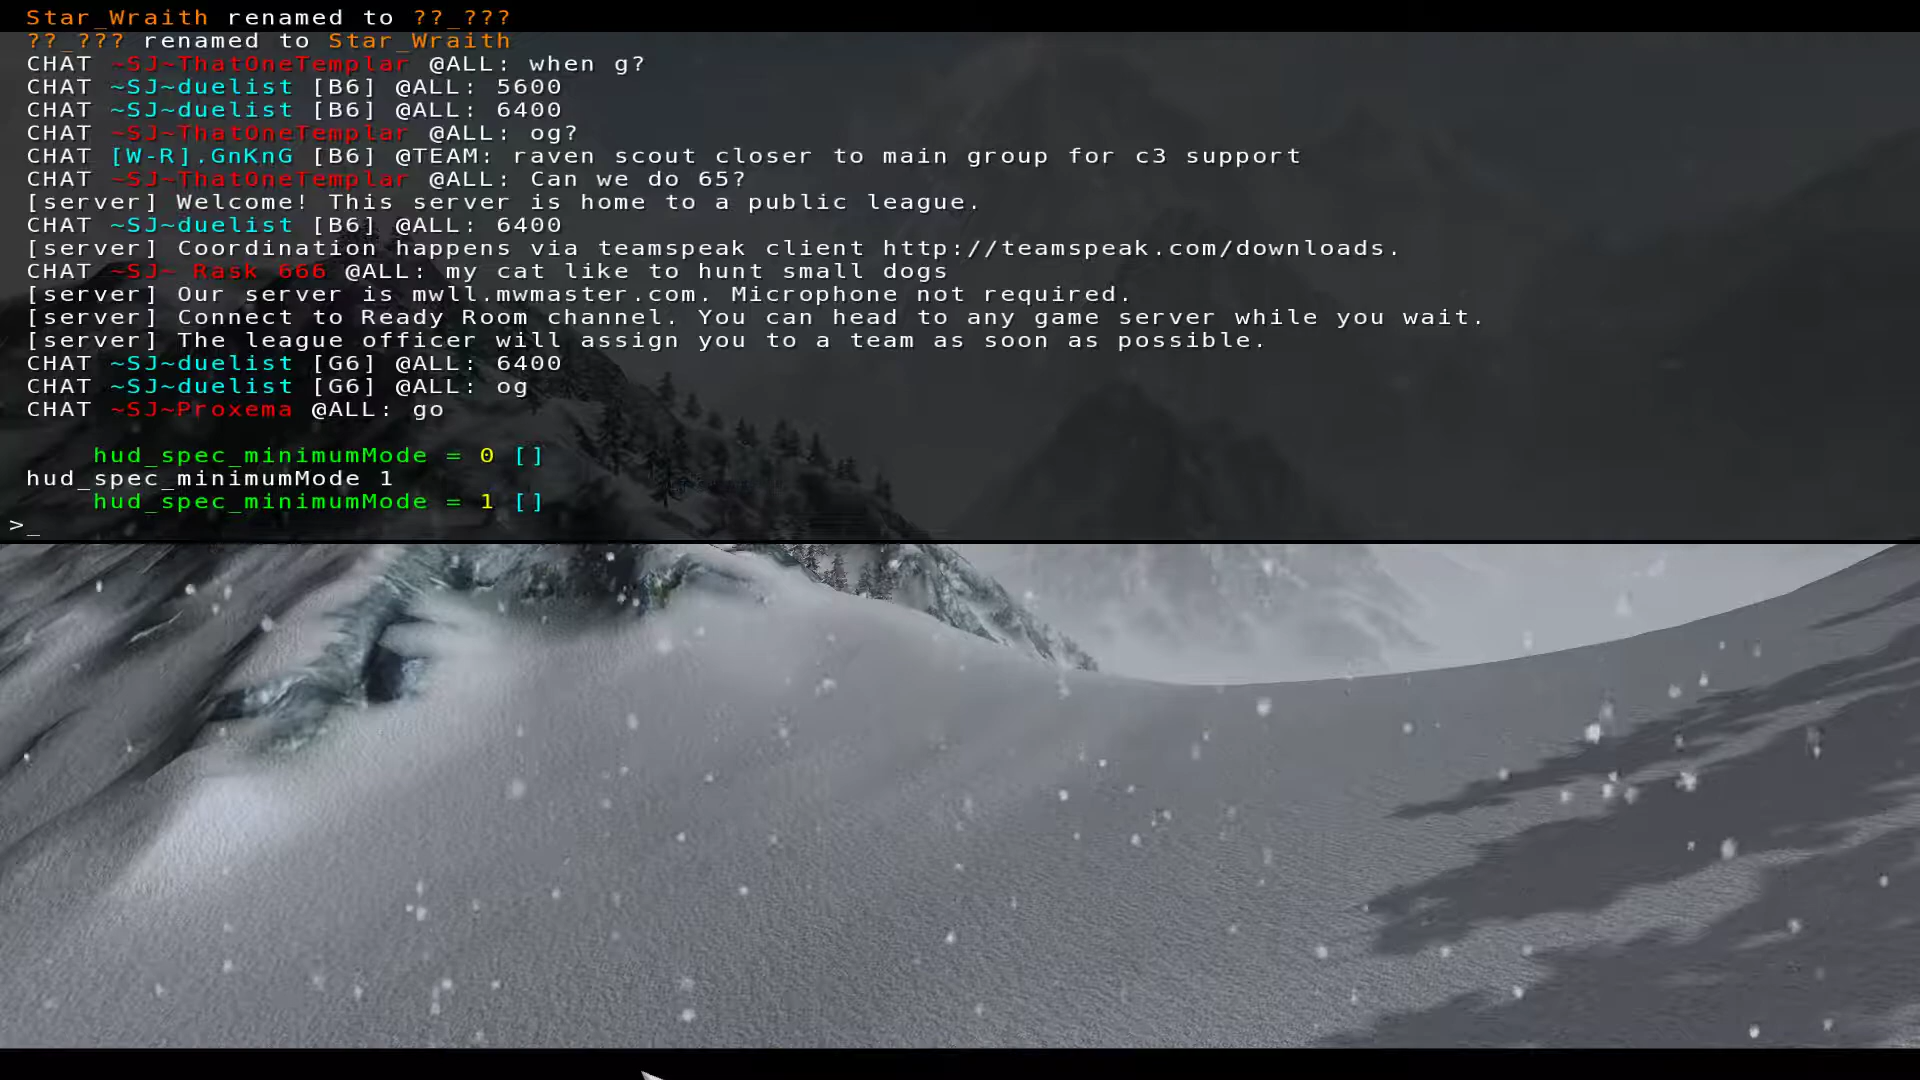 Star_Wraith renamed to ??_???
??_??? renamed to Star_Wraith
CHAT ~SJ~ThatOneTemplar @ALL: when g?
CHAT ~SJ~duelist [B6] @ALL: 5600
CHAT ~SJ~duelist [B6] @ALL: 6400
CHAT ~SJ~ThatOneTemplar @ALL: og?
CHAT [W-R].GnKnG [B6] @TEAM: raven scout closer to main group for c3 support
CHAT ~SJ~ThatOneTemplar @ALL: Can we do 65?
[server] Welcome! This server is home to a public league.
CHAT ~SJ~duelist [B6] @ALL: 6400
[server] Coordination happens via teamspeak client http://teamspeak.com/downloads.
CHAT ~SJ~ Rask 666 @ALL: my cat like to hunt small dogs
[server] Our server is mwll.mwmaster.com. Microphone not required.
[server] Connect to Ready Room channel. You can head to any game server while you wait.
[server] The league officer will assign you to a team as soon as possible.
CHAT ~SJ~duelist [G6] @ALL: 6400
CHAT ~SJ~duelist [G6] @ALL: og
CHAT ~SJ~Proxema @ALL: go
hud_spec_minimumMode = 0 []
hud_spec_minimumMode 1
hud_spec_minimumMode = 1 []
>_